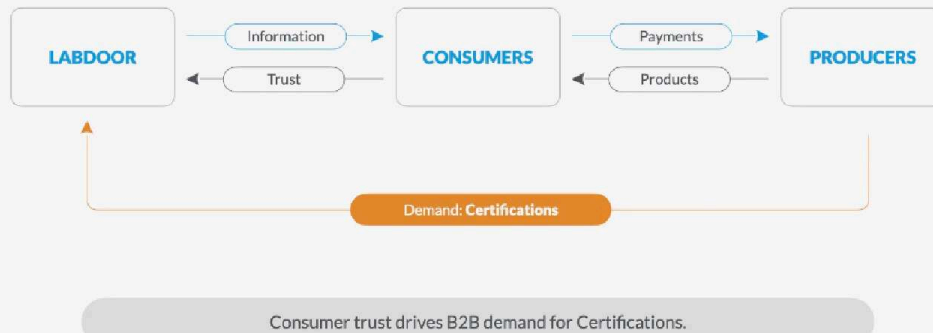 Information
Payments
LABDOOR
CONSUMERS
PRODUCERS
Trust
Products
Demand: Certifications
Consumer trust drives B2B demand for Certifications.